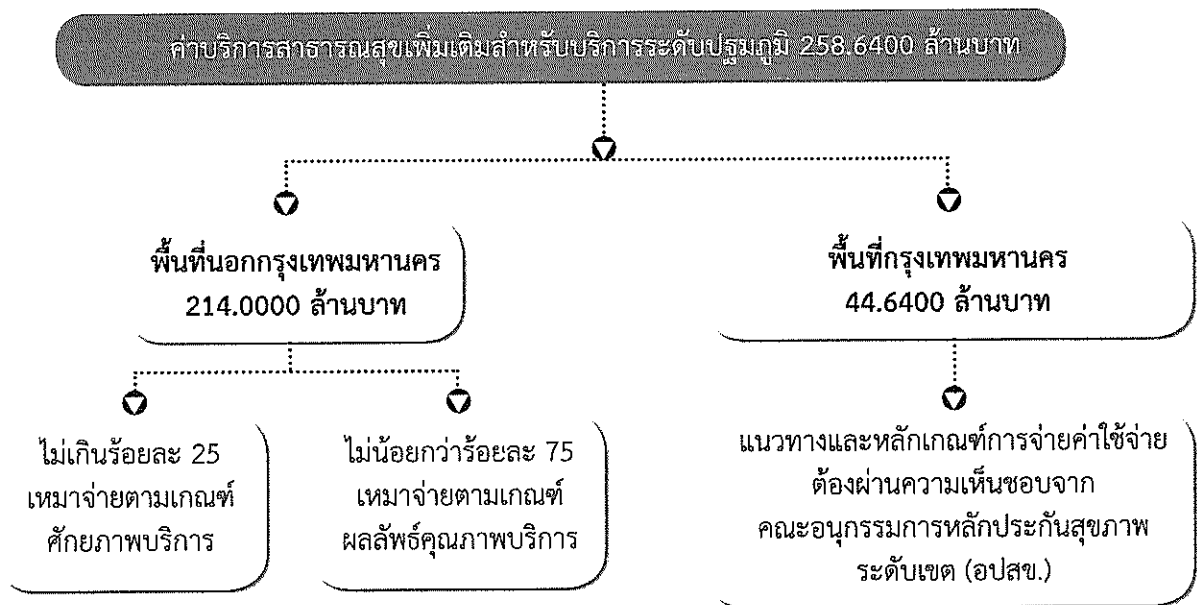 ค่าบริการสาธารณสุขเพิ่มเติมสำหรับบริการระดับปฐมภูมิ 258.6400 ล้านบาท
พื้นที่นอกกรุงเทพมหานคร
214.0000 ล้านบาท
พื้นที่กรุงเทพมหานคร
44.6400 ล้านบาท
ไม่เกินร้อยละ 25
เหมาจ่ายตามเกณฑ์
ศักยภาพบริการ
ไม่น้อยกว่าร้อยละ 75
เหมาจ่ายตามเกณฑ์
ผลลัพธ์คุณภาพบริการ
แนวทางและหลักเกณฑ์การจ่ายค่าใช้จ่าย
ต้องผ่านความเห็นชอบจาก
คณะอนุกรรมการหลักประกันสุขภาพ
ระดับเขต (อปสข.)